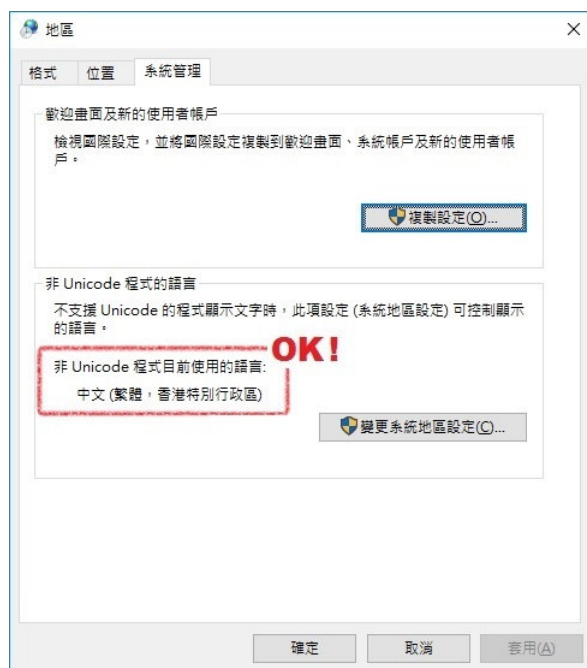 地區
格式 位置 系統管理
歡迎畫面及新的使用者帳戶
檢視國際設定，並將國際設定複製到歡迎畫面、系統帳戶及新的使用者帳
戶。
複製設定(O)...
非 Unicode 程式的語言
不支援 Unicode 的程式顯示文字時，此項設定 (系統地區設定) 可控制顯示
的語言。
OK!
非 Unicode 程式目前使用的語言:
中文 (繁體，香港特別行政區)
變更系統地區設定(C)...
確定 取消 套用(A)